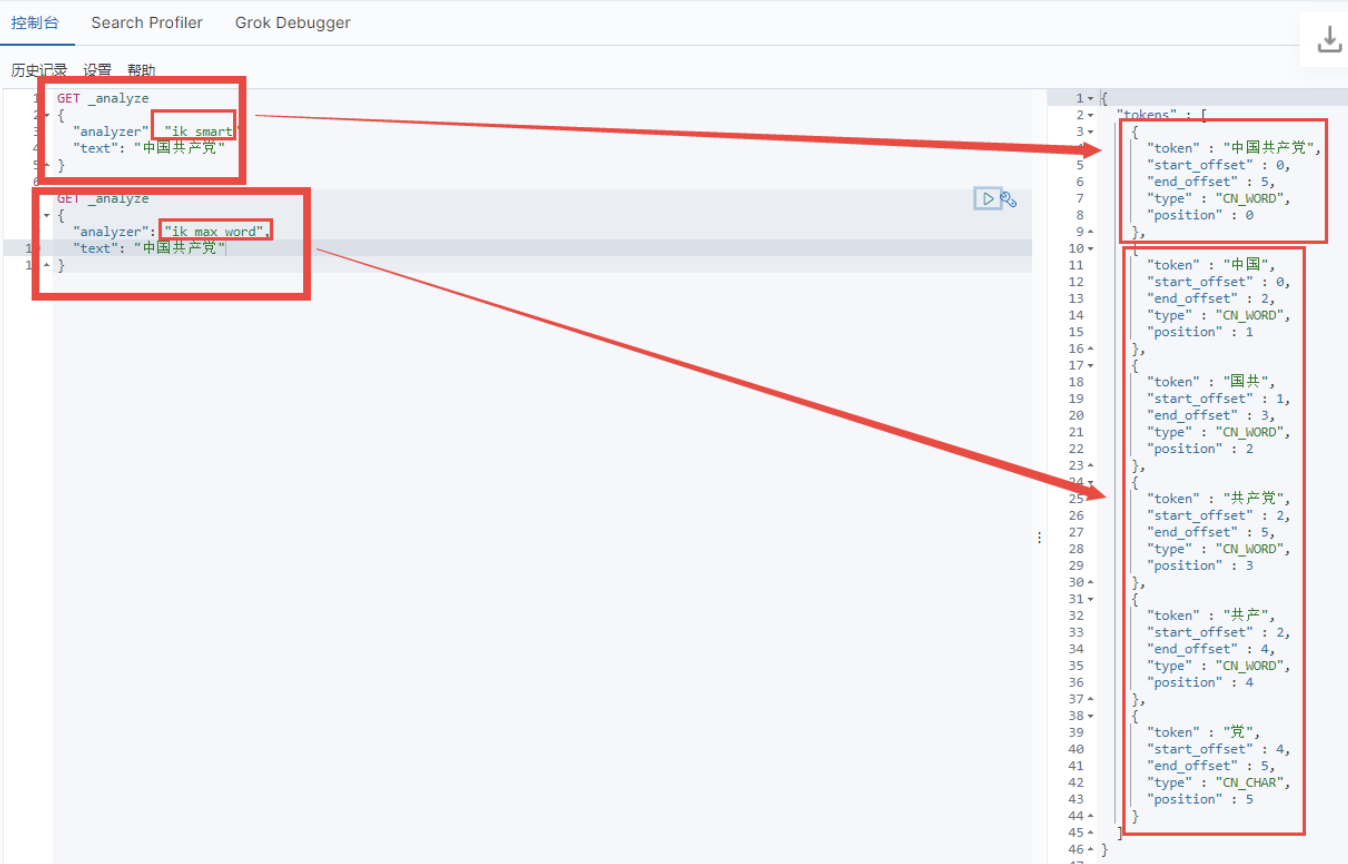 控制台 Search Profiler Grok Debugger
历史记录 设置 帮助
1 GET _analyze
2 {
3 "analyzer": "ik_smart",
4 "text": "中国共产党"
5 }
6
GET _analyze
{
"analyzer": "ik_max_word",
10 "text": "中国共产党"
}
1 {
2 "tokens" : [
3 {
"token" : "中国共产党",
5 "start_offset" : 0,
6 "end_offset" : 5,
7 "type" : "CN_WORD",
8 "position" : 0
9 },
10 {
11 "token" : "中国",
12 "start_offset" : 0,
13 "end_offset" : 2,
14 "type" : "CN_WORD",
15 "position" : 1
16 },
17 {
18 "token" : "国共",
19 "start_offset" : 1,
20 "end_offset" : 3,
21 "type" : "CN_WORD",
22 "position" : 2
23 },
24 {
25 "token" : "共产党",
26 "start_offset" : 2,
27 "end_offset" : 5,
28 "type" : "CN_WORD",
29 "position" : 3
30 },
31 {
32 "token" : "共产",
33 "start_offset" : 2,
34 "end_offset" : 4,
35 "type" : "CN_WORD",
36 "position" : 4
37 },
38 {
39 "token" : "党",
40 "start_offset" : 4,
41 "end_offset" : 5,
42 "type" : "CN_CHAR",
43 "position" : 5
44 }
45 ]
46 }